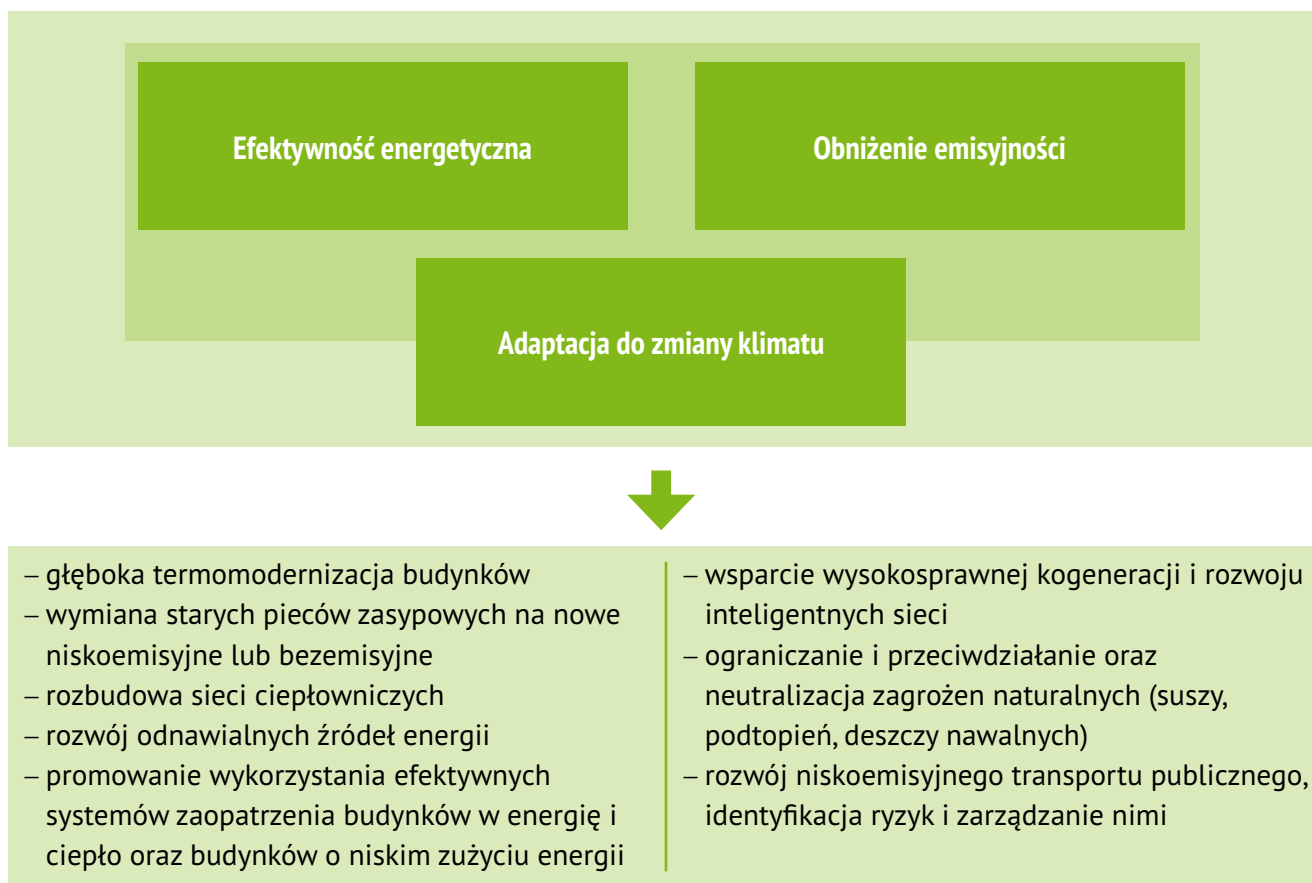 Efektywność energetyczna
Obniżenie emisyjności
Adaptacja do zmiany klimatu
– głęboka termomodernizacja budynków
– wymiana starych pieców zasypowych na nowe
niskoemisyjne lub bezemisyjne
– rozbudowa sieci ciepłowniczych
– rozwój odnawialnych źródeł energii
– promowanie wykorzystania efektywnych
systemów zaopatrzenia budynków w energię i
ciepło oraz budynków o niskim zużyciu energii
– wsparcie wysokosprawnej kogeneracji i rozwoju
inteligentnych sieci
– ograniczanie i przeciwdziałanie oraz
neutralizacja zagrożen naturalnych (suszy,
podtopień, deszczy nawalnych)
– rozwój niskoemisyjnego transportu publicznego,
identyfikacja ryzyk i zarządzanie nimi